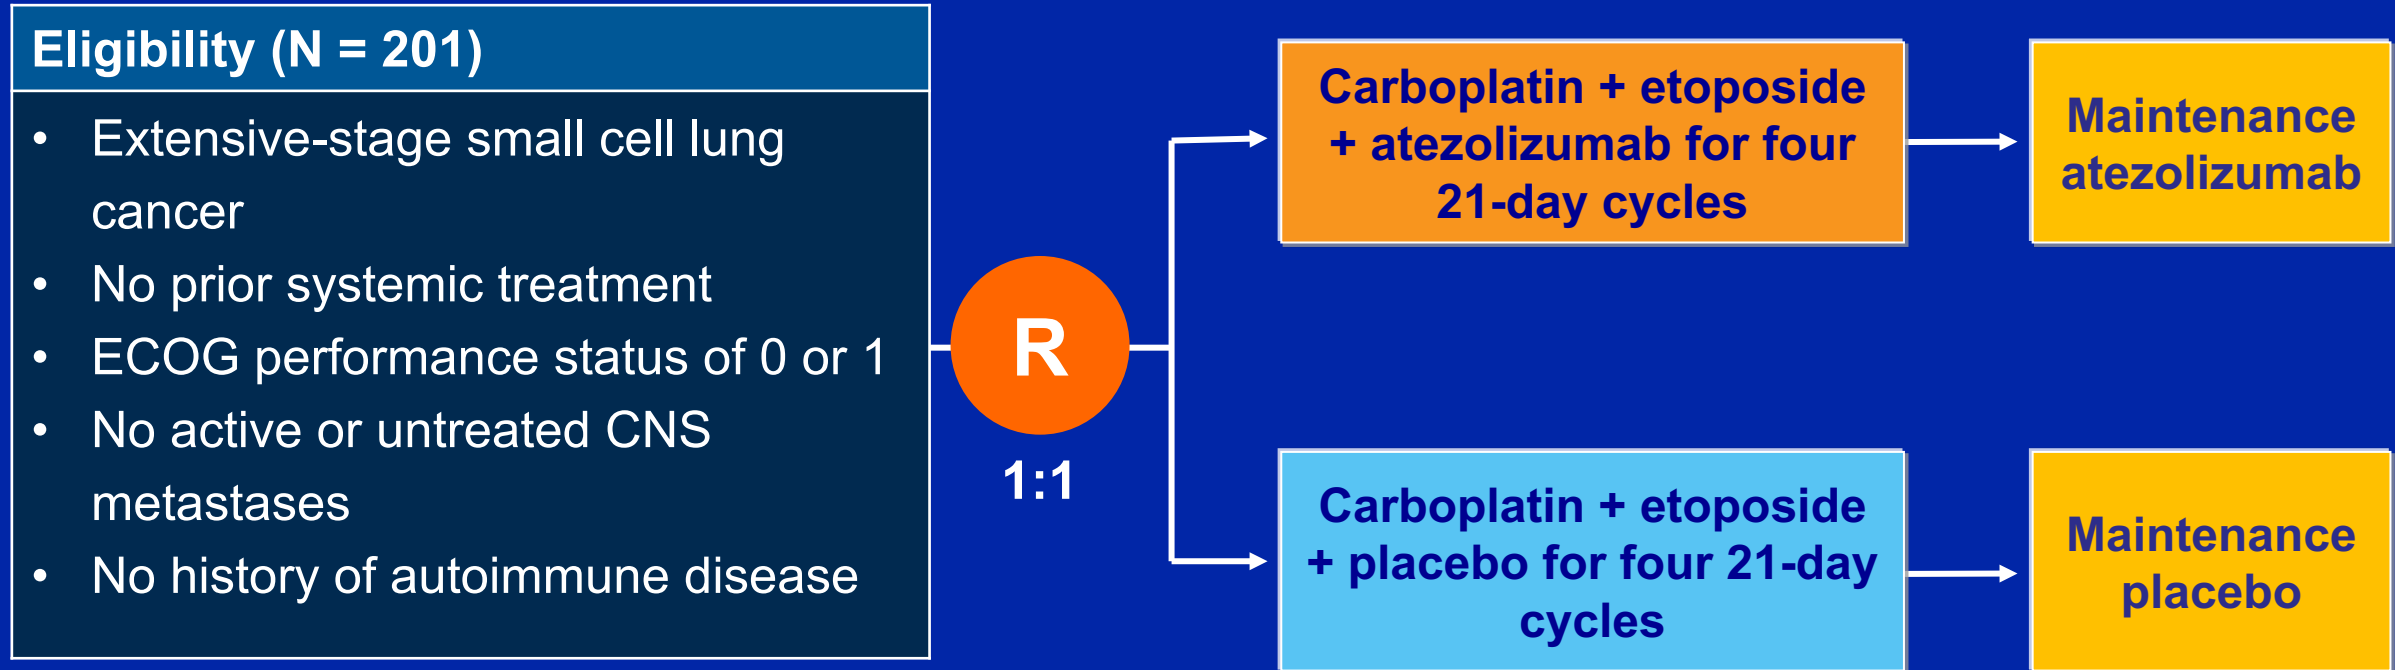 Eligibility (N = 201)
• Extensive-stage small cell lung
cancer
• No prior systemic treatment
• ECOG performance status of 0 or 1
• No active or untreated CNS
metastases
• No history of autoimmune disease
R
1:1
Carboplatin + etoposide
+ atezolizumab for four
21-day cycles
Maintenance
atezolizumab
Carboplatin + etoposide
+ placebo for four 21-day
cycles
Maintenance
placebo